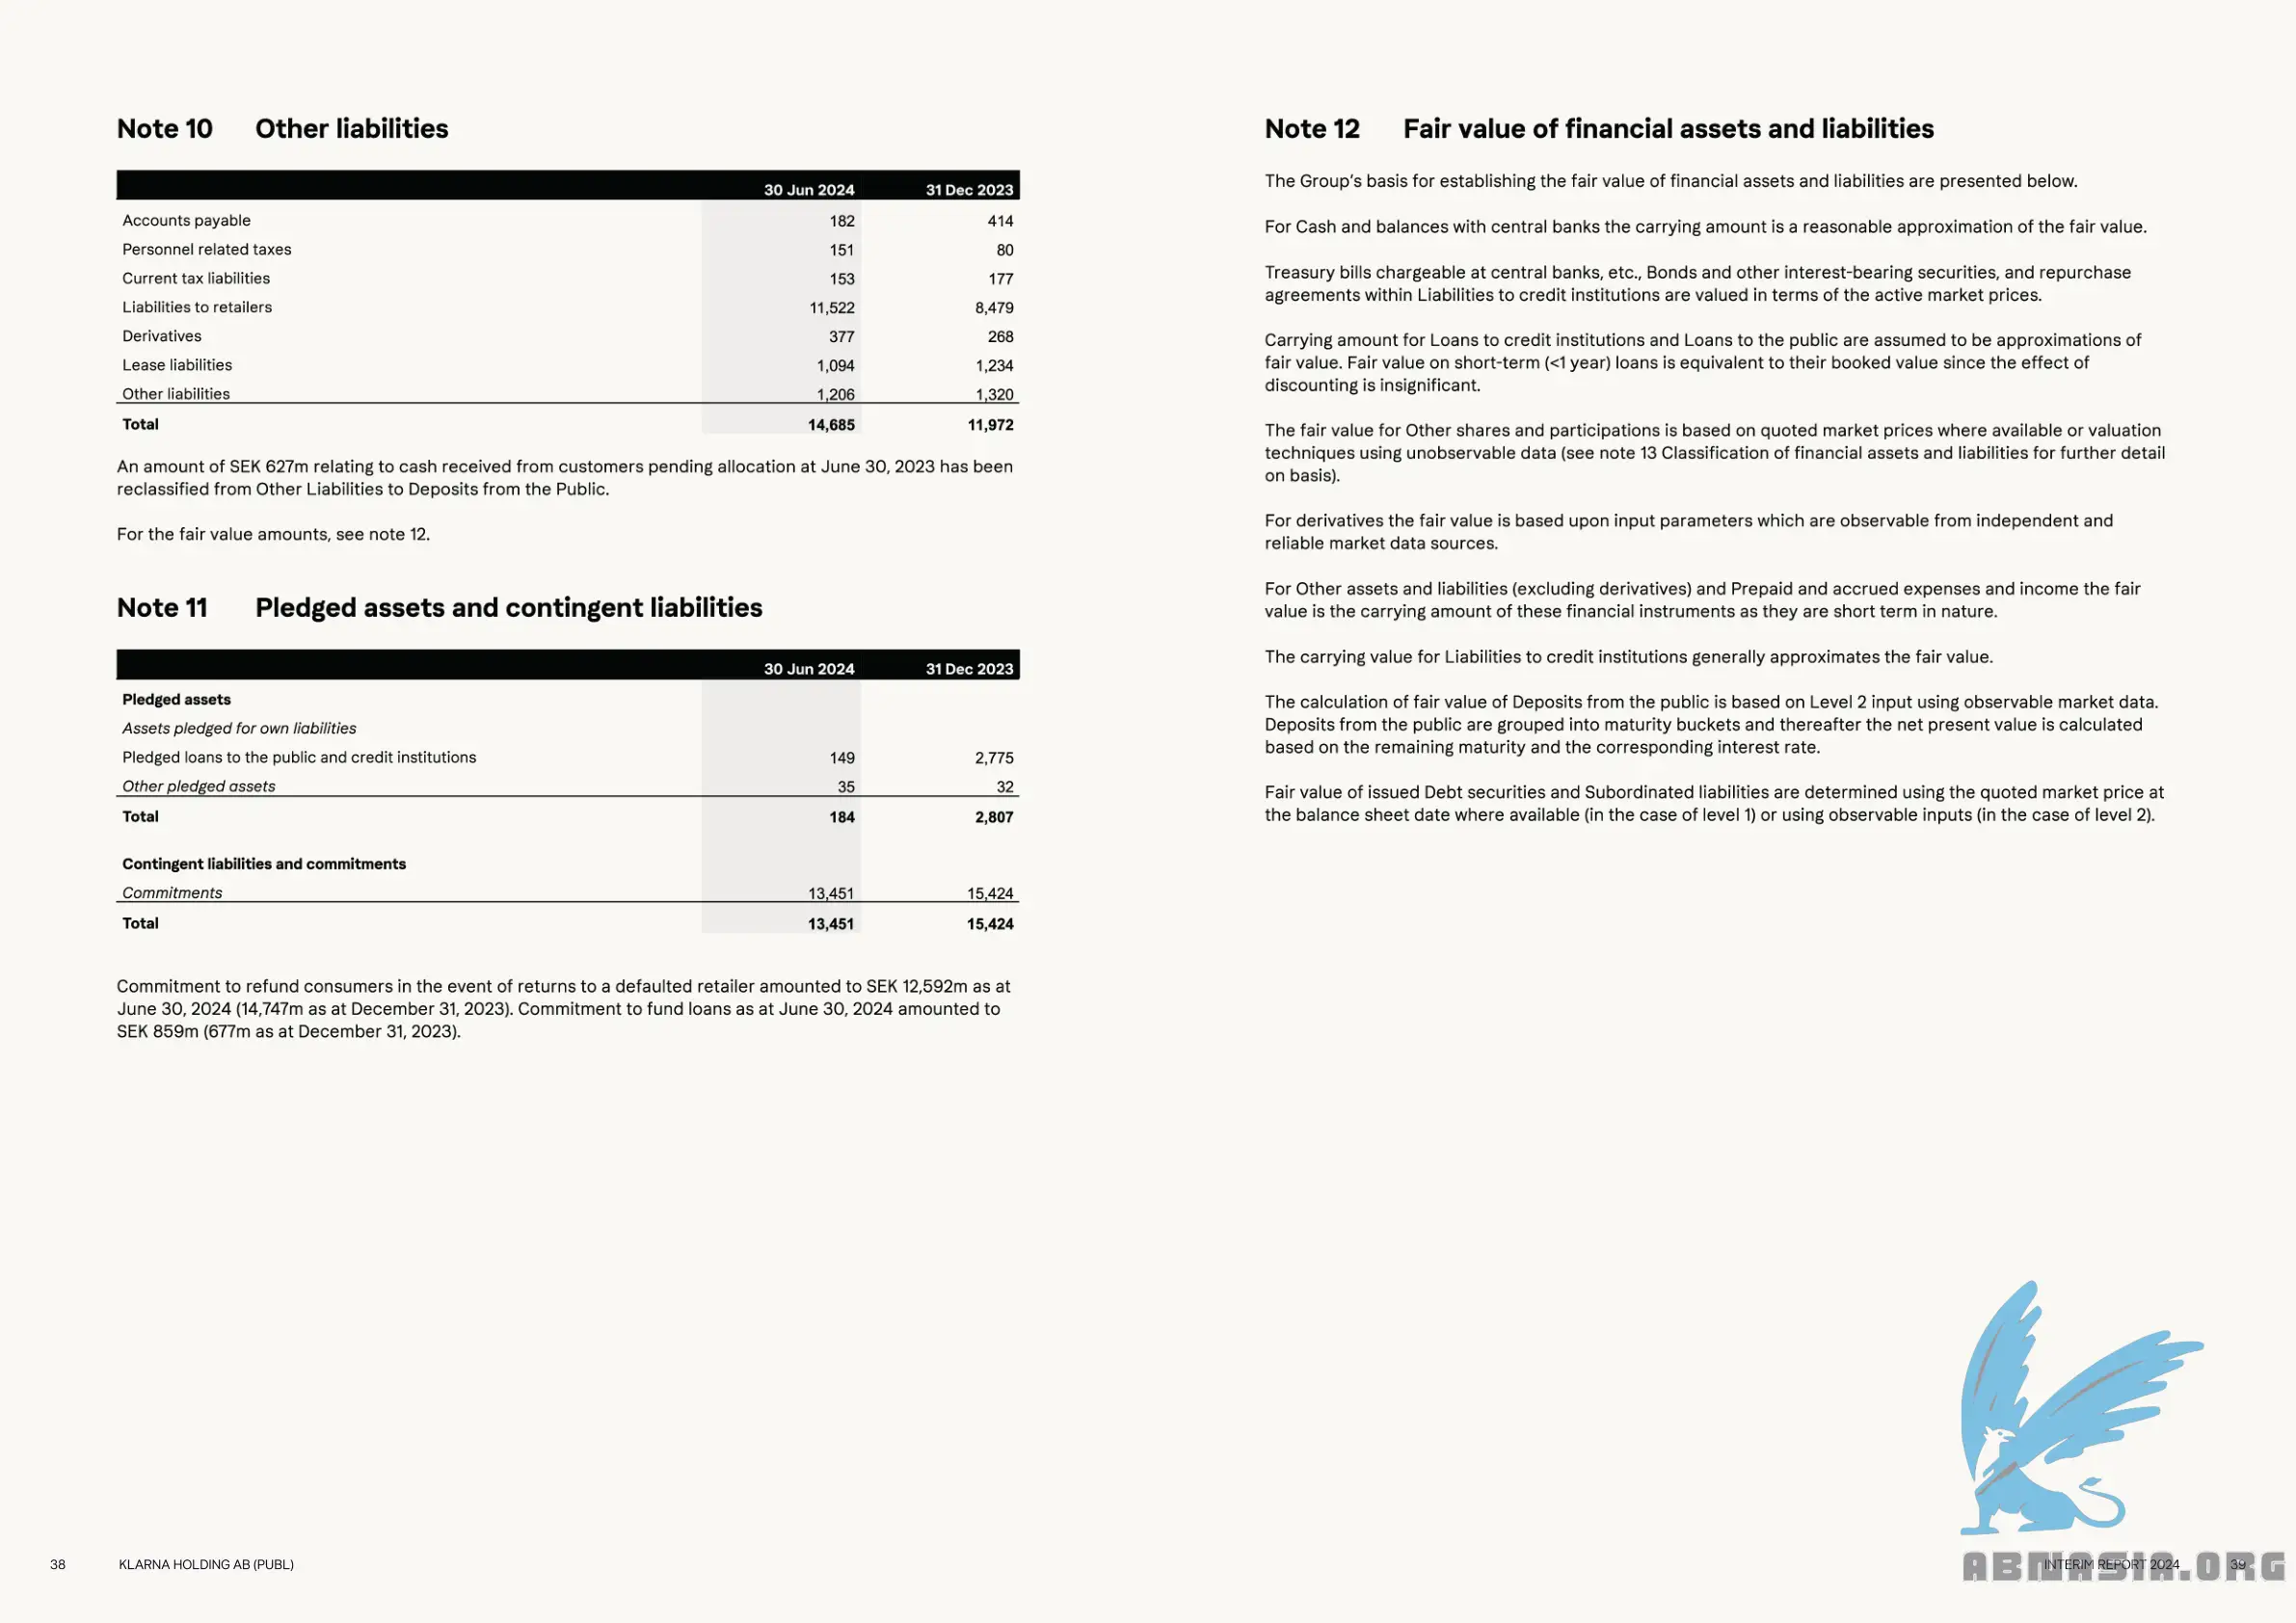 Note 10 Other liabilities
30 Jun 2024 31 Dec 2023
Accounts payable 182 414
Personnel related taxes 151 80
Current tax liabilities 153 177
Liabilities to retailers 11,522 8,479
Derivatives 377 268
Lease liabilities 1,094 1,234
Other liabilities 1,206 1,320
Total 14,685 11,972
An amount of SEK 627m relating to cash received from customers pending allocation at June 30, 2023 has been
reclassified from Other Liabilities to Deposits from the Public.
For the fair value amounts, see note 12.
Note 11 Pledged assets and contingent liabilities
30 Jun 2024 31 Dec 2023
Pledged assets
Assets pledged for own liabilities
Pledged loans to the public and credit institutions 149 2,775
Other pledged assets 35 32
Total 184 2,807
Contingent liabilities and commitments
Commitments 13,451 15,424
Total 13,451 15,424
Commitment to refund consumers in the event of returns to a defaulted retailer amounted to SEK 12,592m as at
June 30, 2024 (14,747m as at December 31, 2023). Commitment to fund loans as at June 30, 2024 amounted to
SEK 859m (677m as at December 31, 2023).
38 KLARNA HOLDING AB (PUBL)
Note 12 Fair value of financial assets and liabilities
The Group's basis for establishing the fair value of financial assets and liabilities are presented below.
For Cash and balances with central banks the carrying amount is a reasonable approximation of the fair value.
Treasury bills chargeable at central banks, etc., Bonds and other interest-bearing securities, and repurchase
agreements within Liabilities to credit institutions are valued in terms of the active market prices.
Carrying amount for Loans to credit institutions and Loans to the public are assumed to be approximations of
fair value. Fair value on short-term (<1 year) loans is equivalent to their booked value since the effect of
discounting is insignificant.
The fair value for Other shares and participations is based on quoted market prices where available or valuation
techniques using unobservable data (see note 13 Classification of financial assets and liabilities for further detail
on basis).
For derivatives the fair value is based upon input parameters which are observable from independent and
reliable market data sources.
For Other assets and liabilities (excluding derivatives) and Prepaid and accrued expenses and income the fair
value is the carrying amount of these financial instruments as they are short term in nature.
The carrying value for Liabilities to credit institutions generally approximates the fair value.
The calculation of fair value of Deposits from the public is based on Level 2 input using observable market data.
Deposits from the public are grouped into maturity buckets and thereafter the net present value is calculated
based on the remaining maturity and the corresponding interest rate.
Fair value of issued Debt securities and Subordinated liabilities are determined using the quoted market price at
the balance sheet date where available (in the case of level 1) or using observable inputs (in the case of level 2).
INTERIM REPORT 2024 39
ABNASIA.ORG